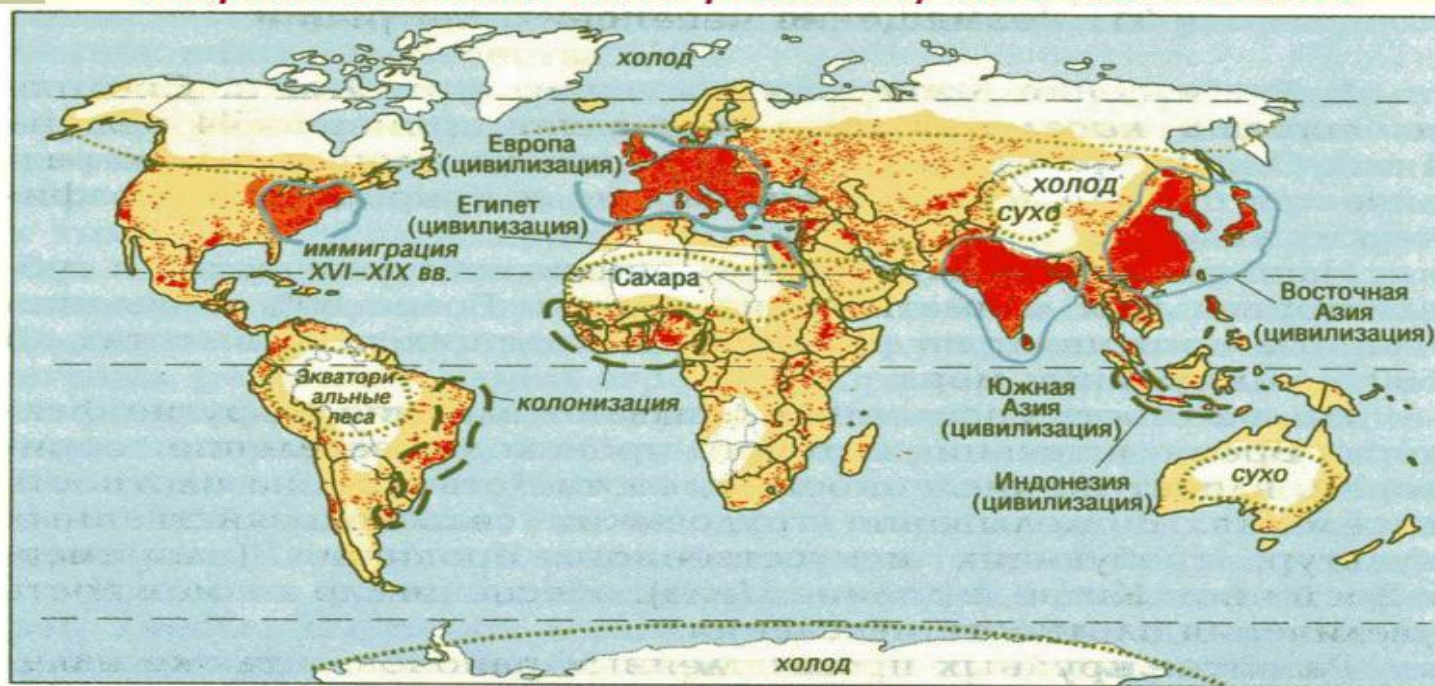 холод
Европа
(цивилизация)
Египет
(цивилизация)
иммиграция
XVI–XIX вв.
Сахара
холод
сухо
Восточная
Азия
(цивилизация)
Экватори
альные
леса
колонизация
Южная
Азия
(цивилизация)
Индонезия
(цивилизация)
сухо
холод